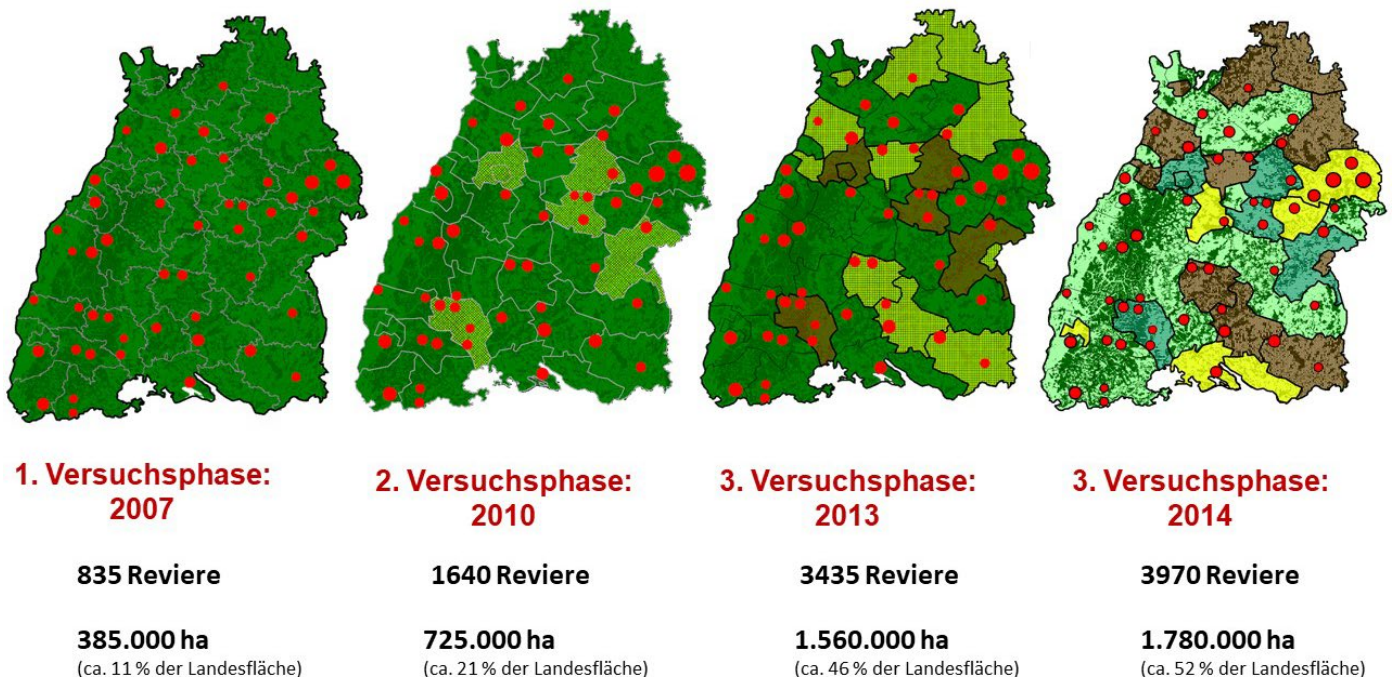 1. Versuchsphase:
2007
835 Reviere
385.000 ha
(ca. 11 % der Landesfläche)
2. Versuchsphase:
2010
1640 Reviere
725.000 ha
(ca. 21 % der Landesfläche)
3. Versuchsphase:
2013
3435 Reviere
1.560.000 ha
(ca. 46 % der Landesfläche)
3. Versuchsphase:
2014
3970 Reviere
1.780.000 ha
(ca. 52 % der Landesfläche)